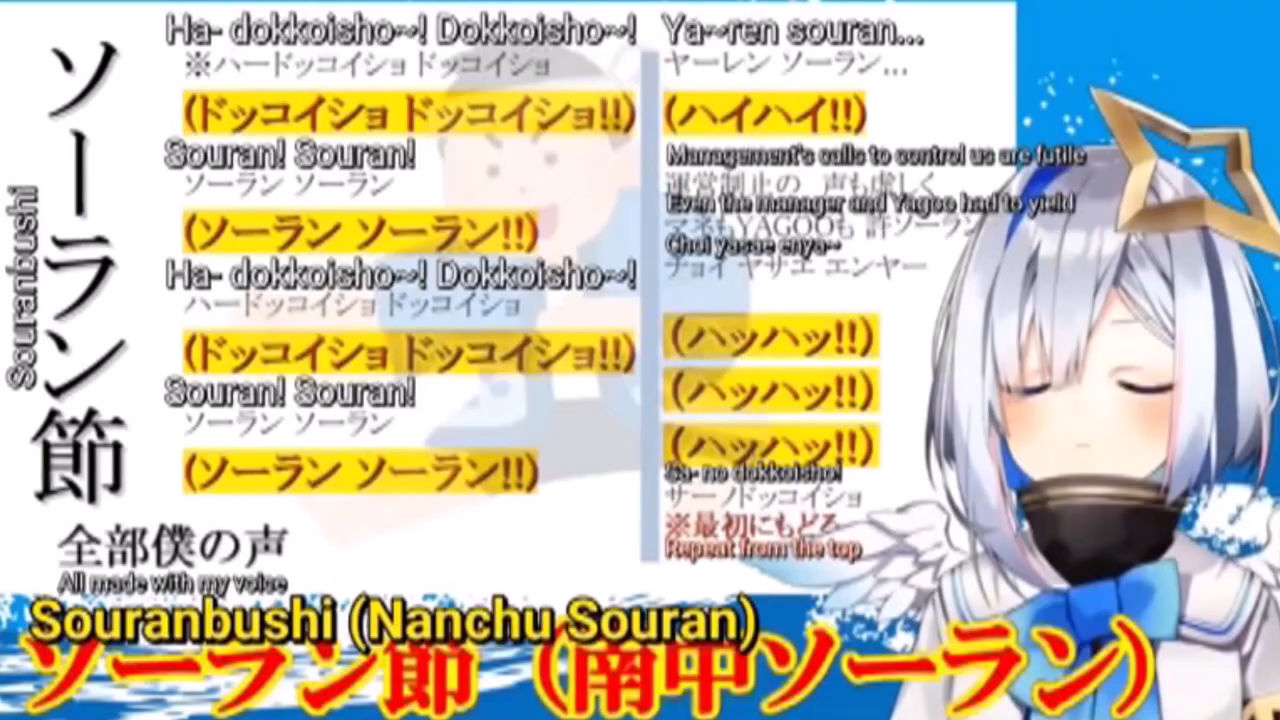 ソーラン節
Souranbushi
Ha- dokkoisho~! Dokkoisho~!
※ハードッコイショ ドッコイショ
(ドッコイショ ドッコイショ!!)
Souran! Souran!
ソーラン ソーラン
(ソーラン ソーラン!!)
Ha- dokkoisho~! Dokkoisho~!
ハードッコイショ ドッコイショ
(ドッコイショ ドッコイショ!!)
Souran! Souran!
ソーラン ソーラン
(ソーラン ソーラン!!)
全部僕の声
All made with my voice
Ya~ren souran...
ヤーレン ソーラン...
(ハイハイ!!)
Management's calls to control us are futile
運営制止の 声も虚しく
Even the manager and Yagoo had to yield
マネもYAGOOも 許ソーラン
Choi yasae enya~
チョイ ヤサエ エンヤー
(ハッハッ!!)
(ハッハッ!!)
(ハッハッ!!)
Sa- no dokkoisho!
サーノドッコイショ
※最初にもどる
Repeat from the top
Souranbushi (Nanchu Souran)
ソーラン節（南中ソーラン）